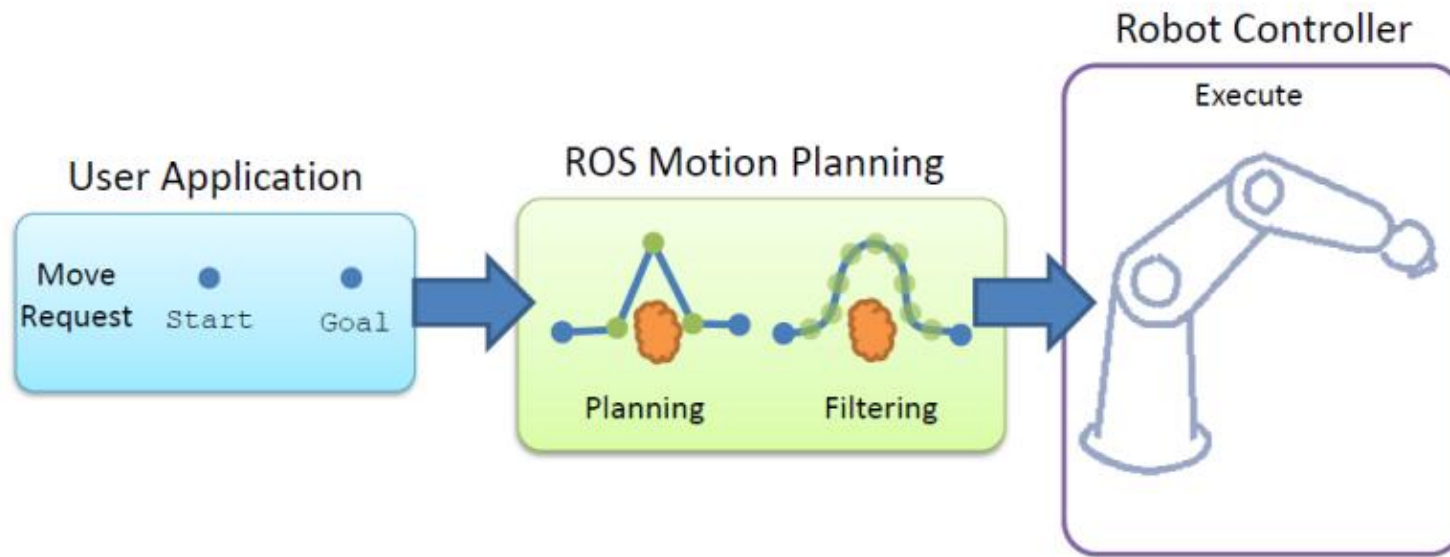 User Application
Move
Request
Start
Goal
ROS Motion Planning
Planning
Filtering
Robot Controller
Execute